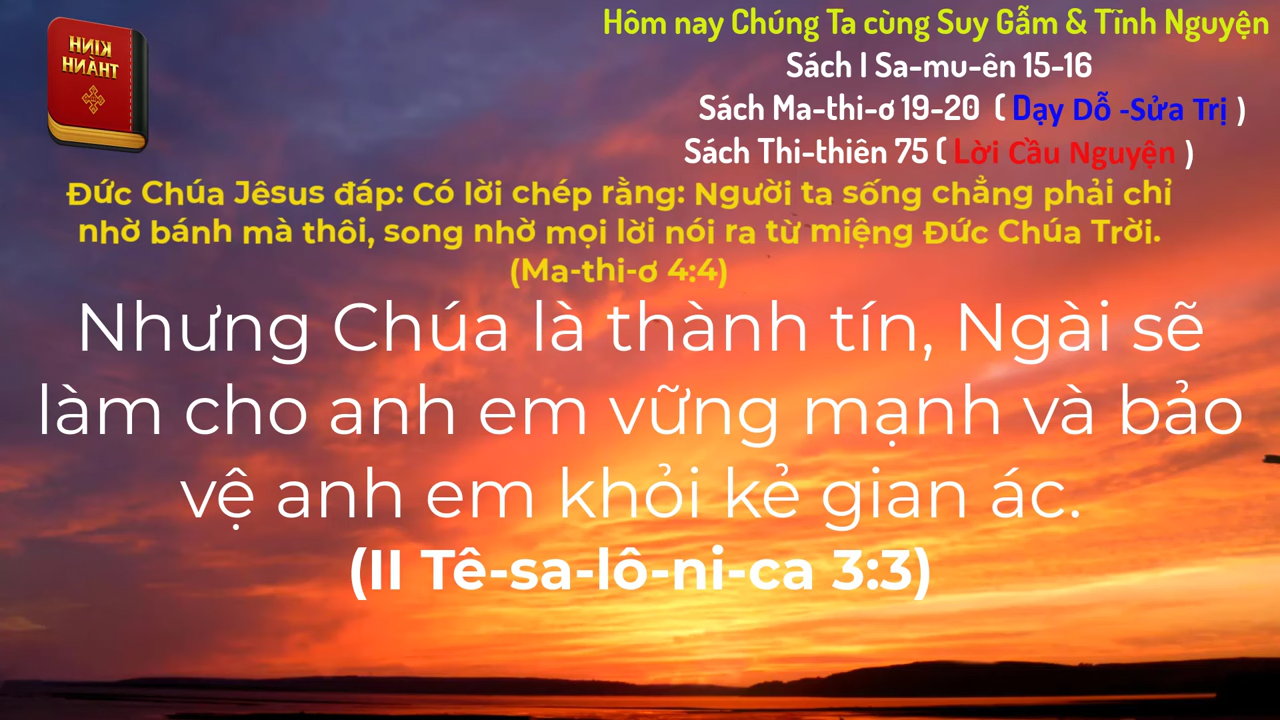 KINH
THÀNH
Hôm nay Chúng Ta cùng Suy Gẫm & Tĩnh Nguyện
Sách I Sa-mu-ên 15-16
Sách Ma-thi-ơ 19-20 ( Dạy Dỗ -Sửa Trị )
Sách Thi-thiên 75 ( Lời Cầu Nguyện )
Đức Chúa Jêsus đáp: Có lời chép rằng: Người ta sống chẳng phải chỉ
nhờ bánh mà thôi, song nhờ mọi lời nói ra từ miệng Đức Chúa Trời.
(Ma-thi-ơ 4:4)
Nhưng Chúa là thành tín, Ngài sẽ
làm cho anh em vững mạnh và bảo
vệ anh em khỏi kẻ gian ác.
(II Tê-sa-lô-ni-ca 3:3)